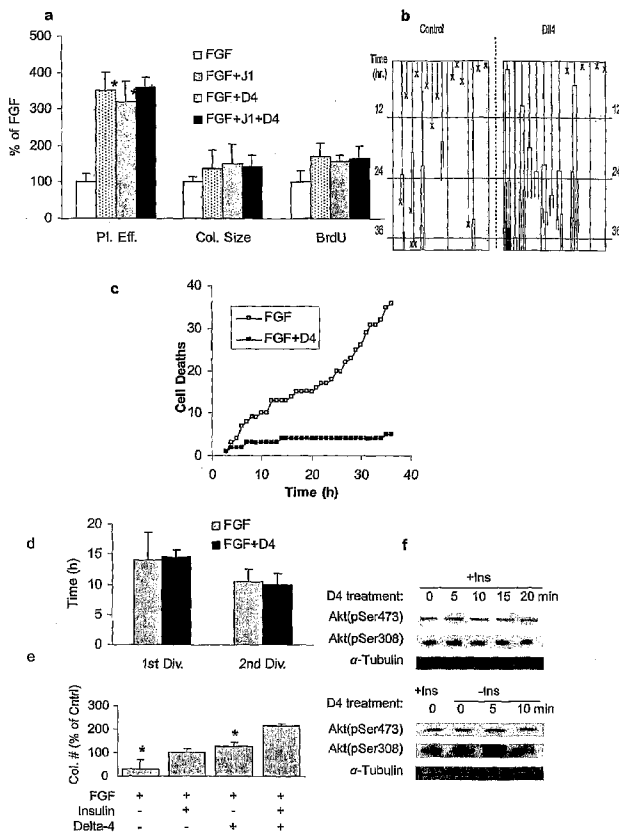 a
500
400
300
200
100
0
% of FGF
FGF
FGF+J1
FGF+D4
FGF+J1+D4
* *
Pl. Eff.
Col. Size
BrdU
b
Control
Dll4
Time
(hr.)
12
12
24
24
36
36
c
Cell Deaths
40
30
20
10
0
FGF
FGF+D4
0
10
20
30
40
Time (h)
d
Time (h)
20
15
10
5
0
FGF
FGF+D4
1st Div.
2nd Div.
e
Col. # (% of Cntrl)
300
200
100
0
* *
FGF + + + +
Insulin - + - +
Delta-4 - - + +
f
+Ins
D4 treatment: 0 5 10 15 20 min
Akt(pSer473)
Akt(pSer308)
α-Tubulin
+Ins -Ins
D4 treatment: 0 0 5 10 min
Akt(pSer473)
Akt(pSer308)
α-Tubulin